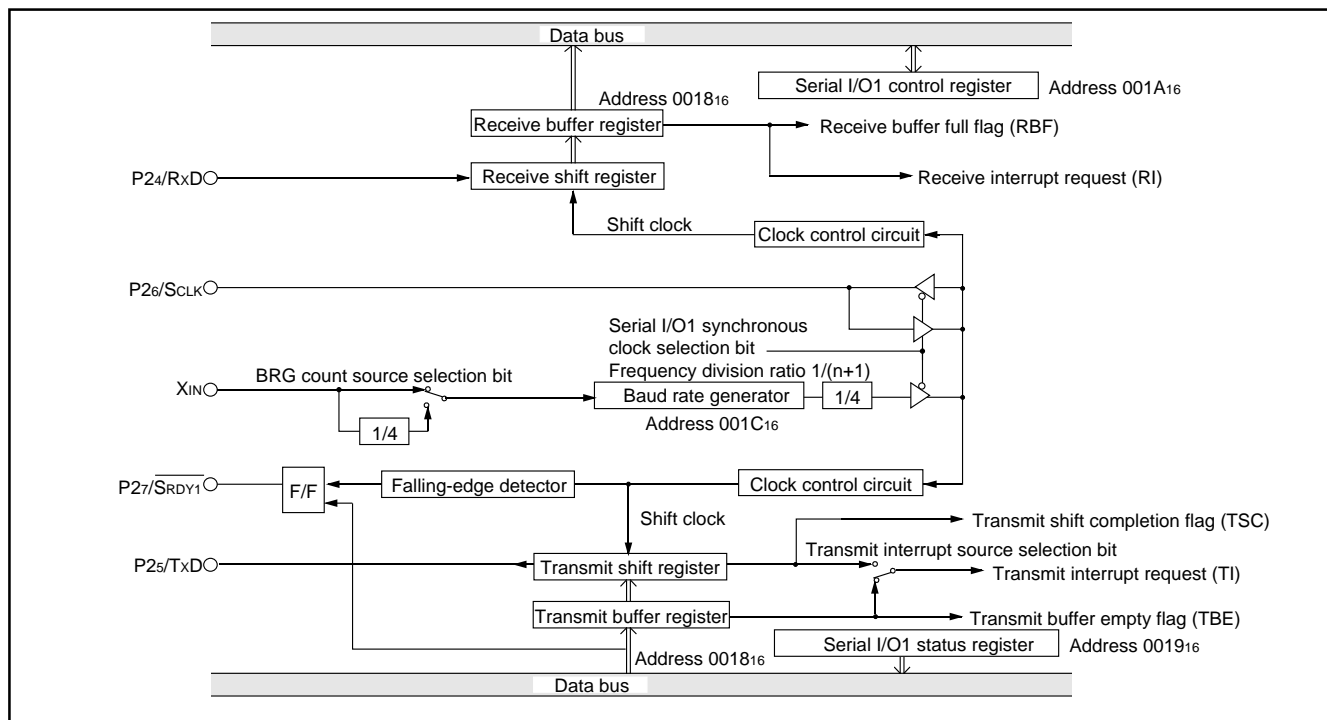 Data bus
Serial I/O1 control register Address 001A16
Address 001816
Receive buffer register Receive buffer full flag (RBF)
P24/RXD Receive shift register Receive interrupt request (RI)
Shift clock Clock control circuit
P26/SCLK
Serial I/O1 synchronous
clock selection bit
BRG count source selection bit Frequency division ratio 1/(n+1)
XIN Baud rate generator 1/4
1/4 Address 001C16
P27/SRDY1 F/F Falling-edge detector Clock control circuit
Shift clock Transmit shift completion flag (TSC)
Transmit interrupt source selection bit
P25/TXD Transmit shift register Transmit interrupt request (TI)
Transmit buffer register Transmit buffer empty flag (TBE)
Address 001816 Serial I/O1 status register Address 001916
Data bus